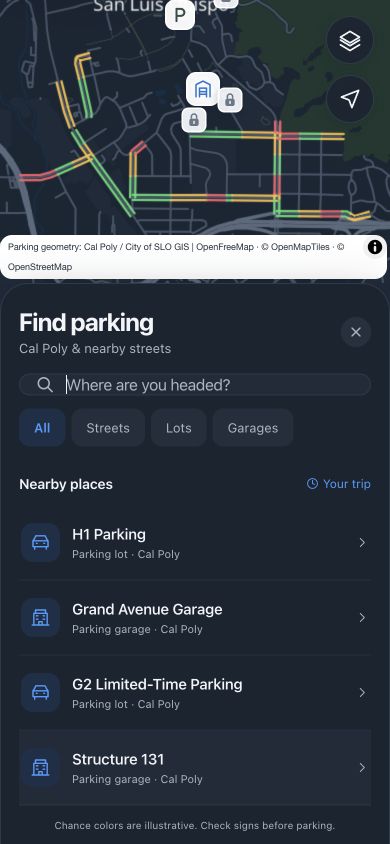 San Luis Obispo
P
Parking geometry: Cal Poly / City of SLO GIS | OpenFreeMap · © OpenMapTiles · ©
OpenStreetMap
Find parking
Cal Poly & nearby streets
Where are you headed?
All
Streets
Lots
Garages
Nearby places
Your trip
H1 Parking
Parking lot · Cal Poly
Grand Avenue Garage
Parking garage · Cal Poly
G2 Limited-Time Parking
Parking lot · Cal Poly
Structure 131
Parking garage · Cal Poly
Chance colors are illustrative. Check signs before parking.